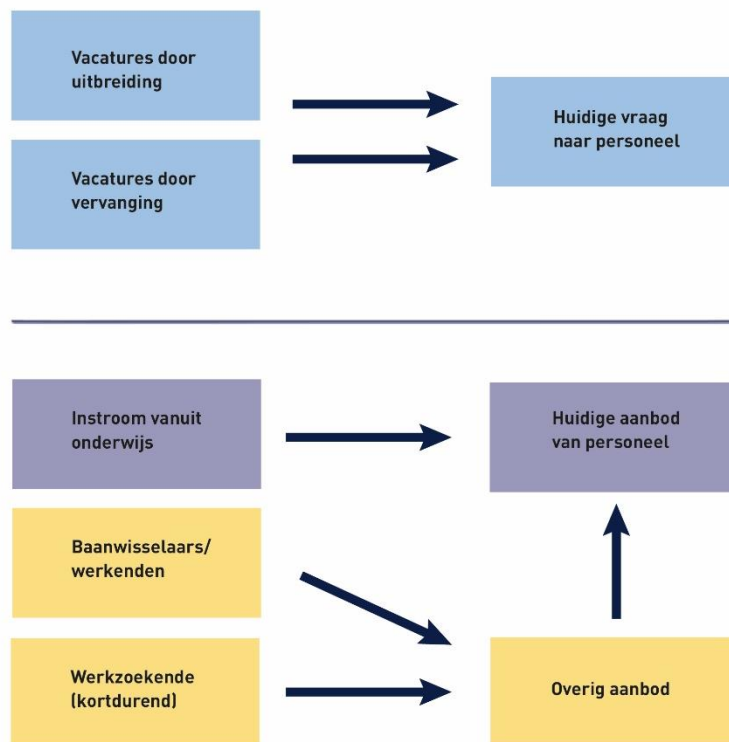 Vacatures door
uitbreiding
Huidige vraag
naar personeel
Vacatures door
vervanging
Instroom vanuit
onderwijs
Huidige aanbod
van personeel
Baanwisselaars/
werkenden
Werkzoekende
(kortdurend)
Overig aanbod